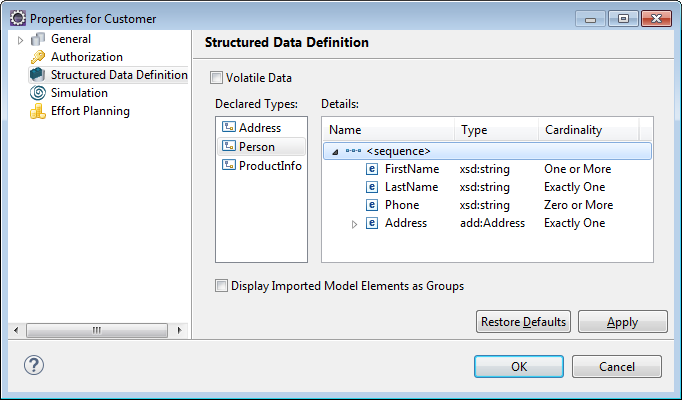 Properties for Customer
General
Authorization
Structured Data Definition
Simulation
Effort Planning
Structured Data Definition
Volatile Data
Declared Types:
Address
Person
ProductInfo
Details:
Name Type Cardinality
<sequence>
e FirstName xsd:string One or More
e LastName xsd:string Exactly One
e Phone xsd:string Zero or More
e Address add:Address Exactly One
Display Imported Model Elements as Groups
Restore Defaults Apply
? OK Cancel